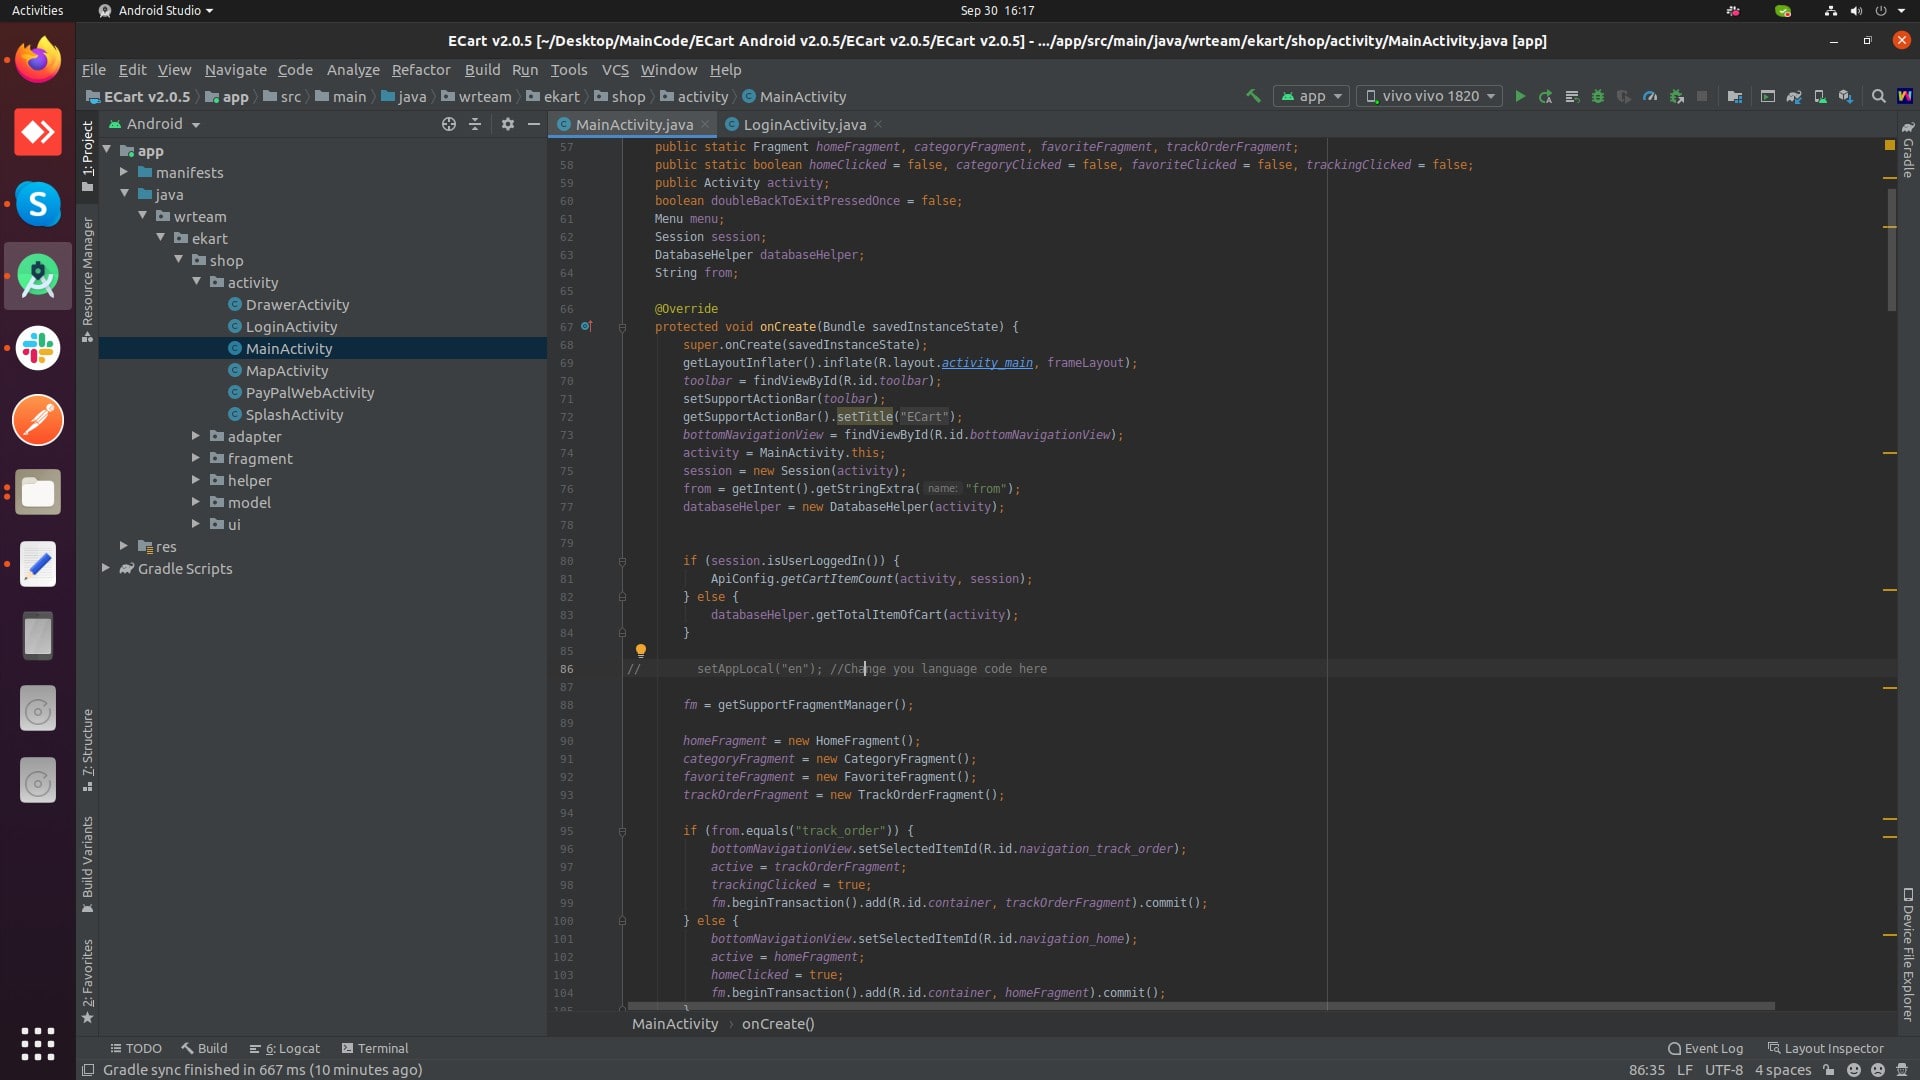 Activities
Android Studio
Sep 30 16:17
ECart v2.0.5 [~/Desktop/MainCode/ECart Android v2.0.5/ECart v2.0.5/ECart v2.0.5] - .../app/src/main/java/wrteam/ekart/shop/activity/MainActivity.java [app]
File Edit View Navigate Code Analyze Refactor Build Run Tools VCS Window Help
ECart v2.0.5 app src main java wrteam ekart shop activity MainActivity
app
vivo vivo 1820
Android
1: Project
Resource Manager
7: Structure
Build Variants
2: Favorites
app
manifests
java
wrteam
ekart
shop
activity
DrawerActivity
LoginActivity
MainActivity
MapActivity
PayPalWebActivity
SplashActivity
adapter
fragment
helper
model
ui
res
Gradle Scripts
MainActivity.java
LoginActivity.java
57 public static Fragment homeFragment, categoryFragment, favoriteFragment, trackOrderFragment;
58 public static boolean homeClicked = false, categoryClicked = false, favoriteClicked = false, trackingClicked = false;
59 public Activity activity;
60 boolean doubleBackToExitPressedOnce = false;
61 Menu menu;
62 Session session;
63 DatabaseHelper databaseHelper;
64 String from;
65
66 @Override
67 protected void onCreate(Bundle savedInstanceState) {
68 super.onCreate(savedInstanceState);
69 getLayoutInflater().inflate(R.layout.activity_main, frameLayout);
70 toolbar = findViewById(R.id.toolbar);
71 setSupportActionBar(toolbar);
72 getSupportActionBar().setTitle("ECart");
73 bottomNavigationView = findViewById(R.id.bottomNavigationView);
74 activity = MainActivity.this;
75 session = new Session(activity);
76 from = getIntent().getStringExtra( name: "from");
77 databaseHelper = new DatabaseHelper(activity);
78
79
80 if (session.isUserLoggedIn()) {
81 ApiConfig.getCartItemCount(activity, session);
82 } else {
83 databaseHelper.getTotalItemOfCart(activity);
84 }
85
86 // setAppLocal("en"); //Change you language code here
87
88 fm = getSupportFragmentManager();
89
90 homeFragment = new HomeFragment();
91 categoryFragment = new CategoryFragment();
92 favoriteFragment = new FavoriteFragment();
93 trackOrderFragment = new TrackOrderFragment();
94
95 if (from.equals("track_order")) {
96 bottomNavigationView.setSelectedItemId(R.id.navigation_track_order);
97 active = trackOrderFragment;
98 trackingClicked = true;
99 fm.beginTransaction().add(R.id.container, trackOrderFragment).commit();
100 } else {
101 bottomNavigationView.setSelectedItemId(R.id.navigation_home);
102 active = homeFragment;
103 homeClicked = true;
104 fm.beginTransaction().add(R.id.container, homeFragment).commit();
105 }
MainActivity › onCreate()
Gradle
Device File Explorer
TODO Build 6: Logcat Terminal
Event Log Layout Inspector
Gradle sync finished in 667 ms (10 minutes ago)
86:35 LF UTF-8 4 spaces